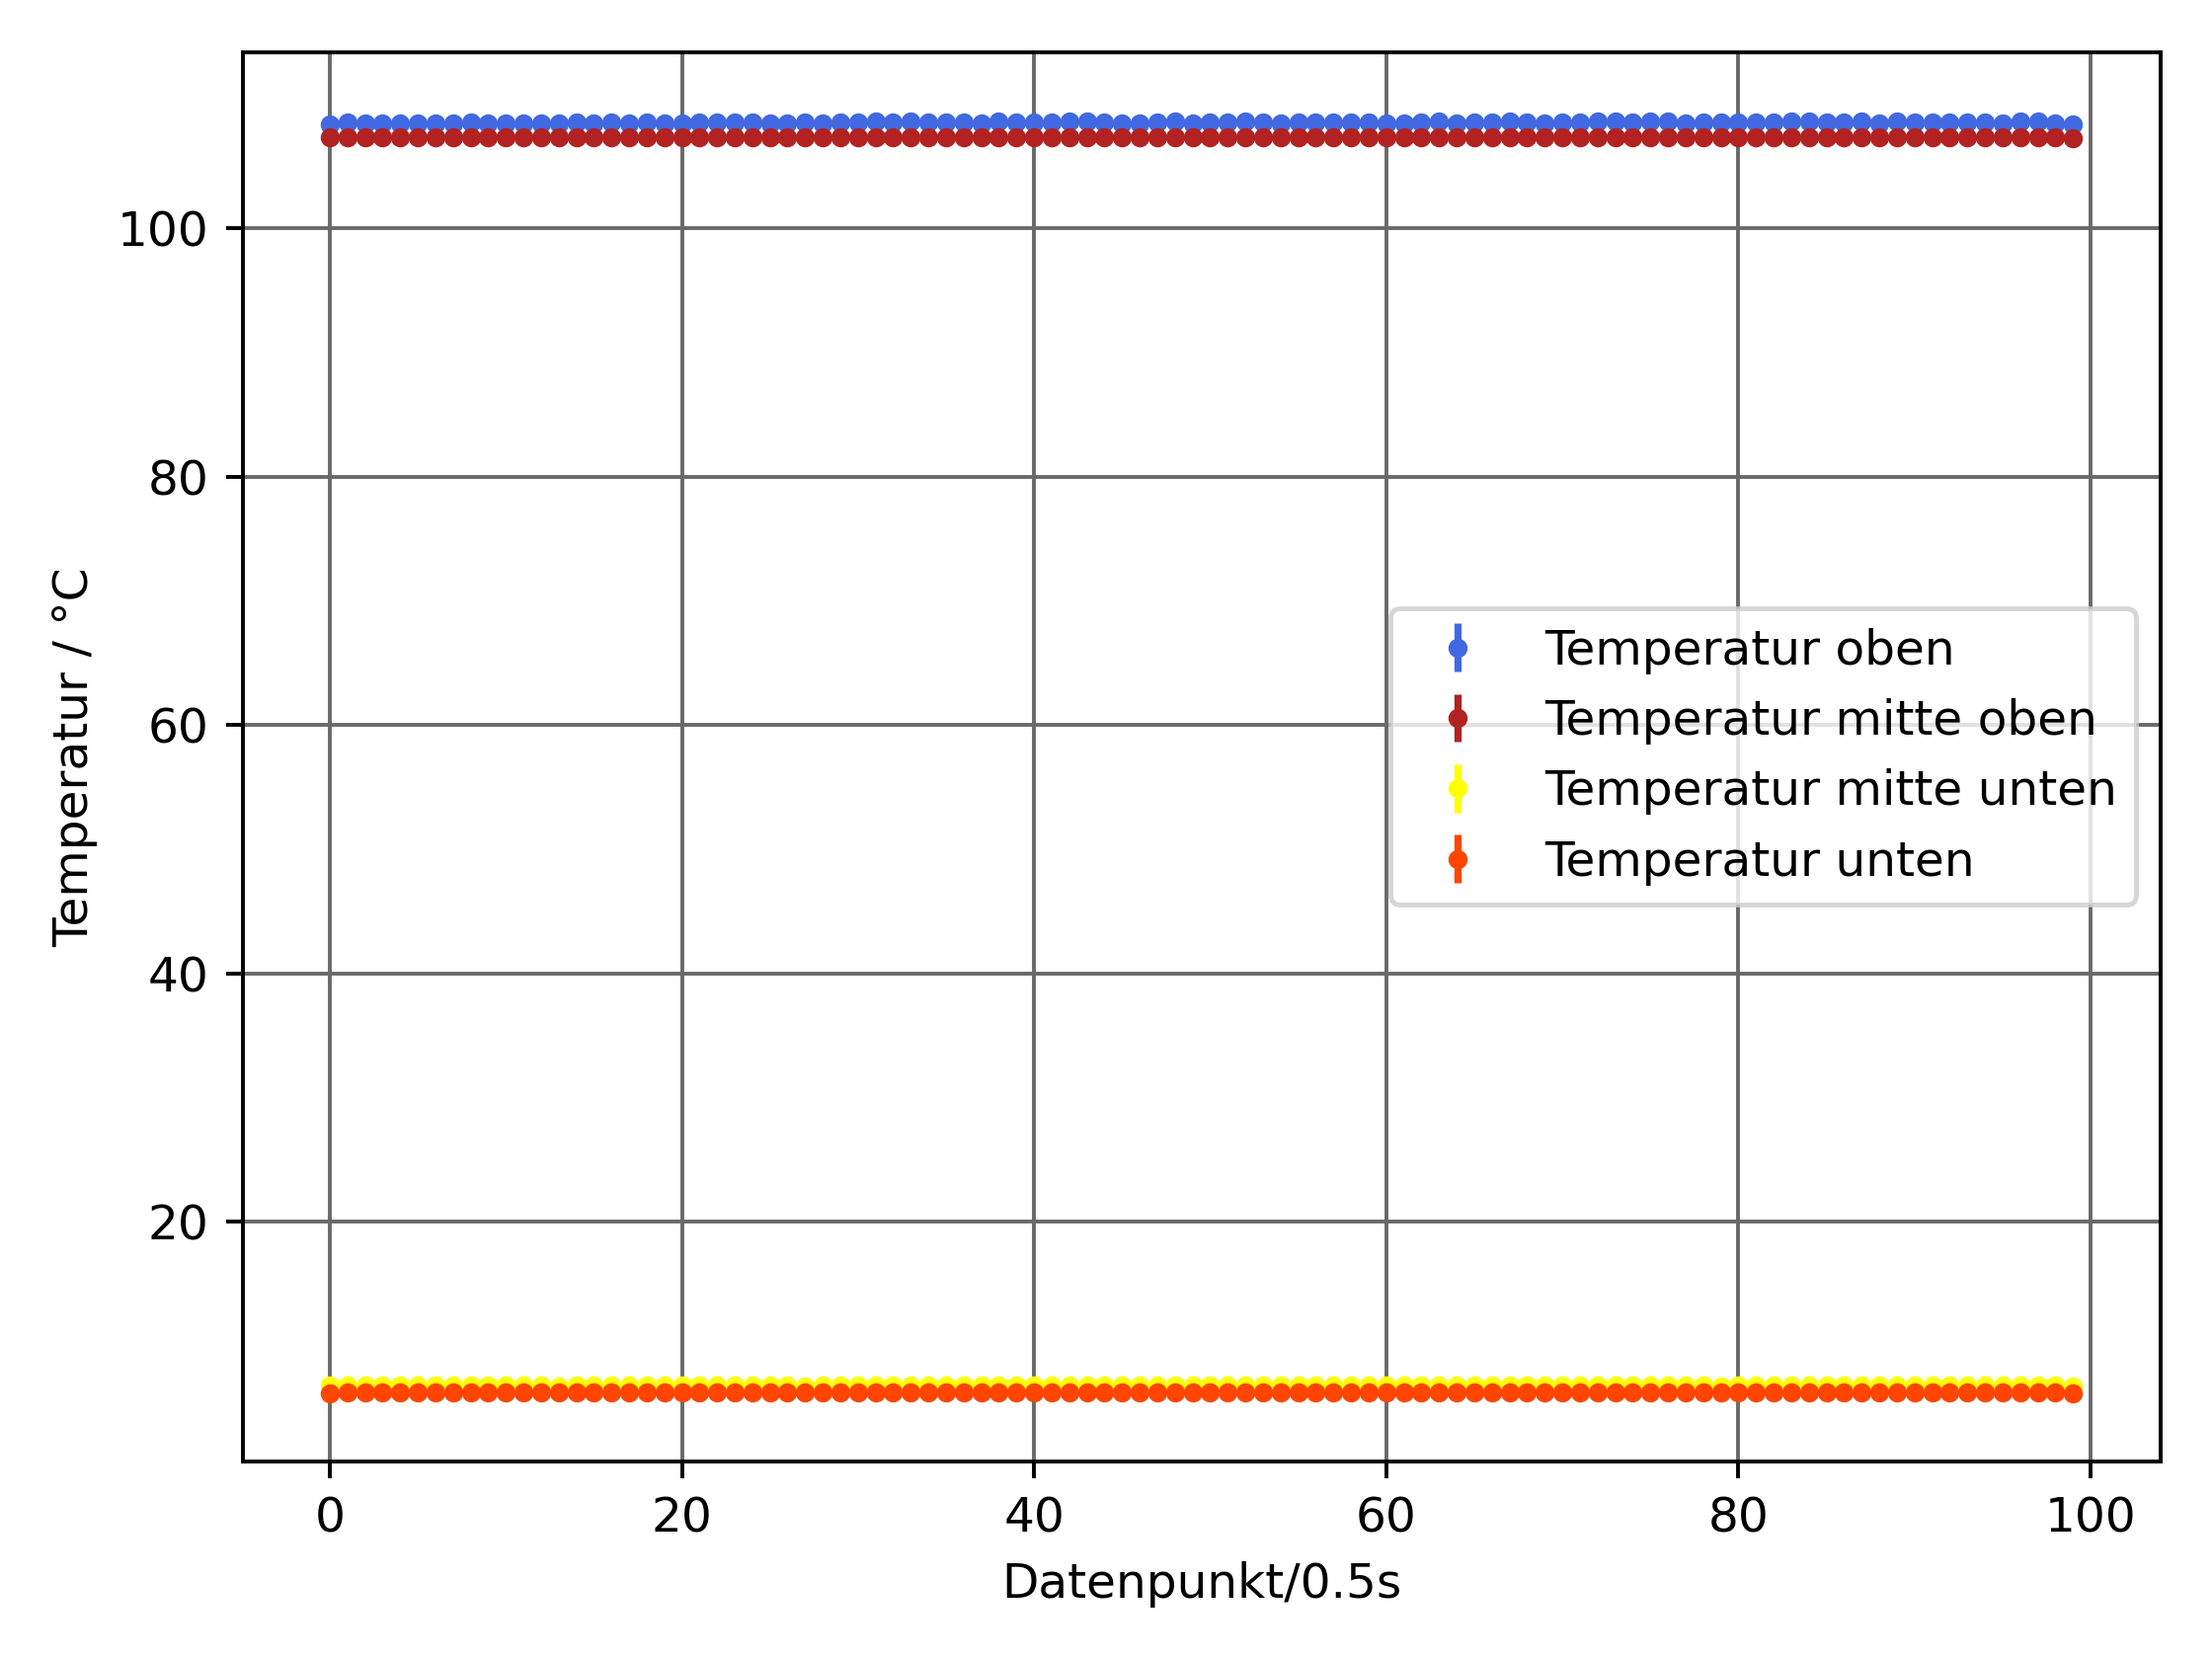 Temperatur / °C
100
80
60
40
20
Temperatur oben
Temperatur mitte oben
Temperatur mitte unten
Temperatur unten
0 20 40 60 80 100
Datenpunkt/0.5s